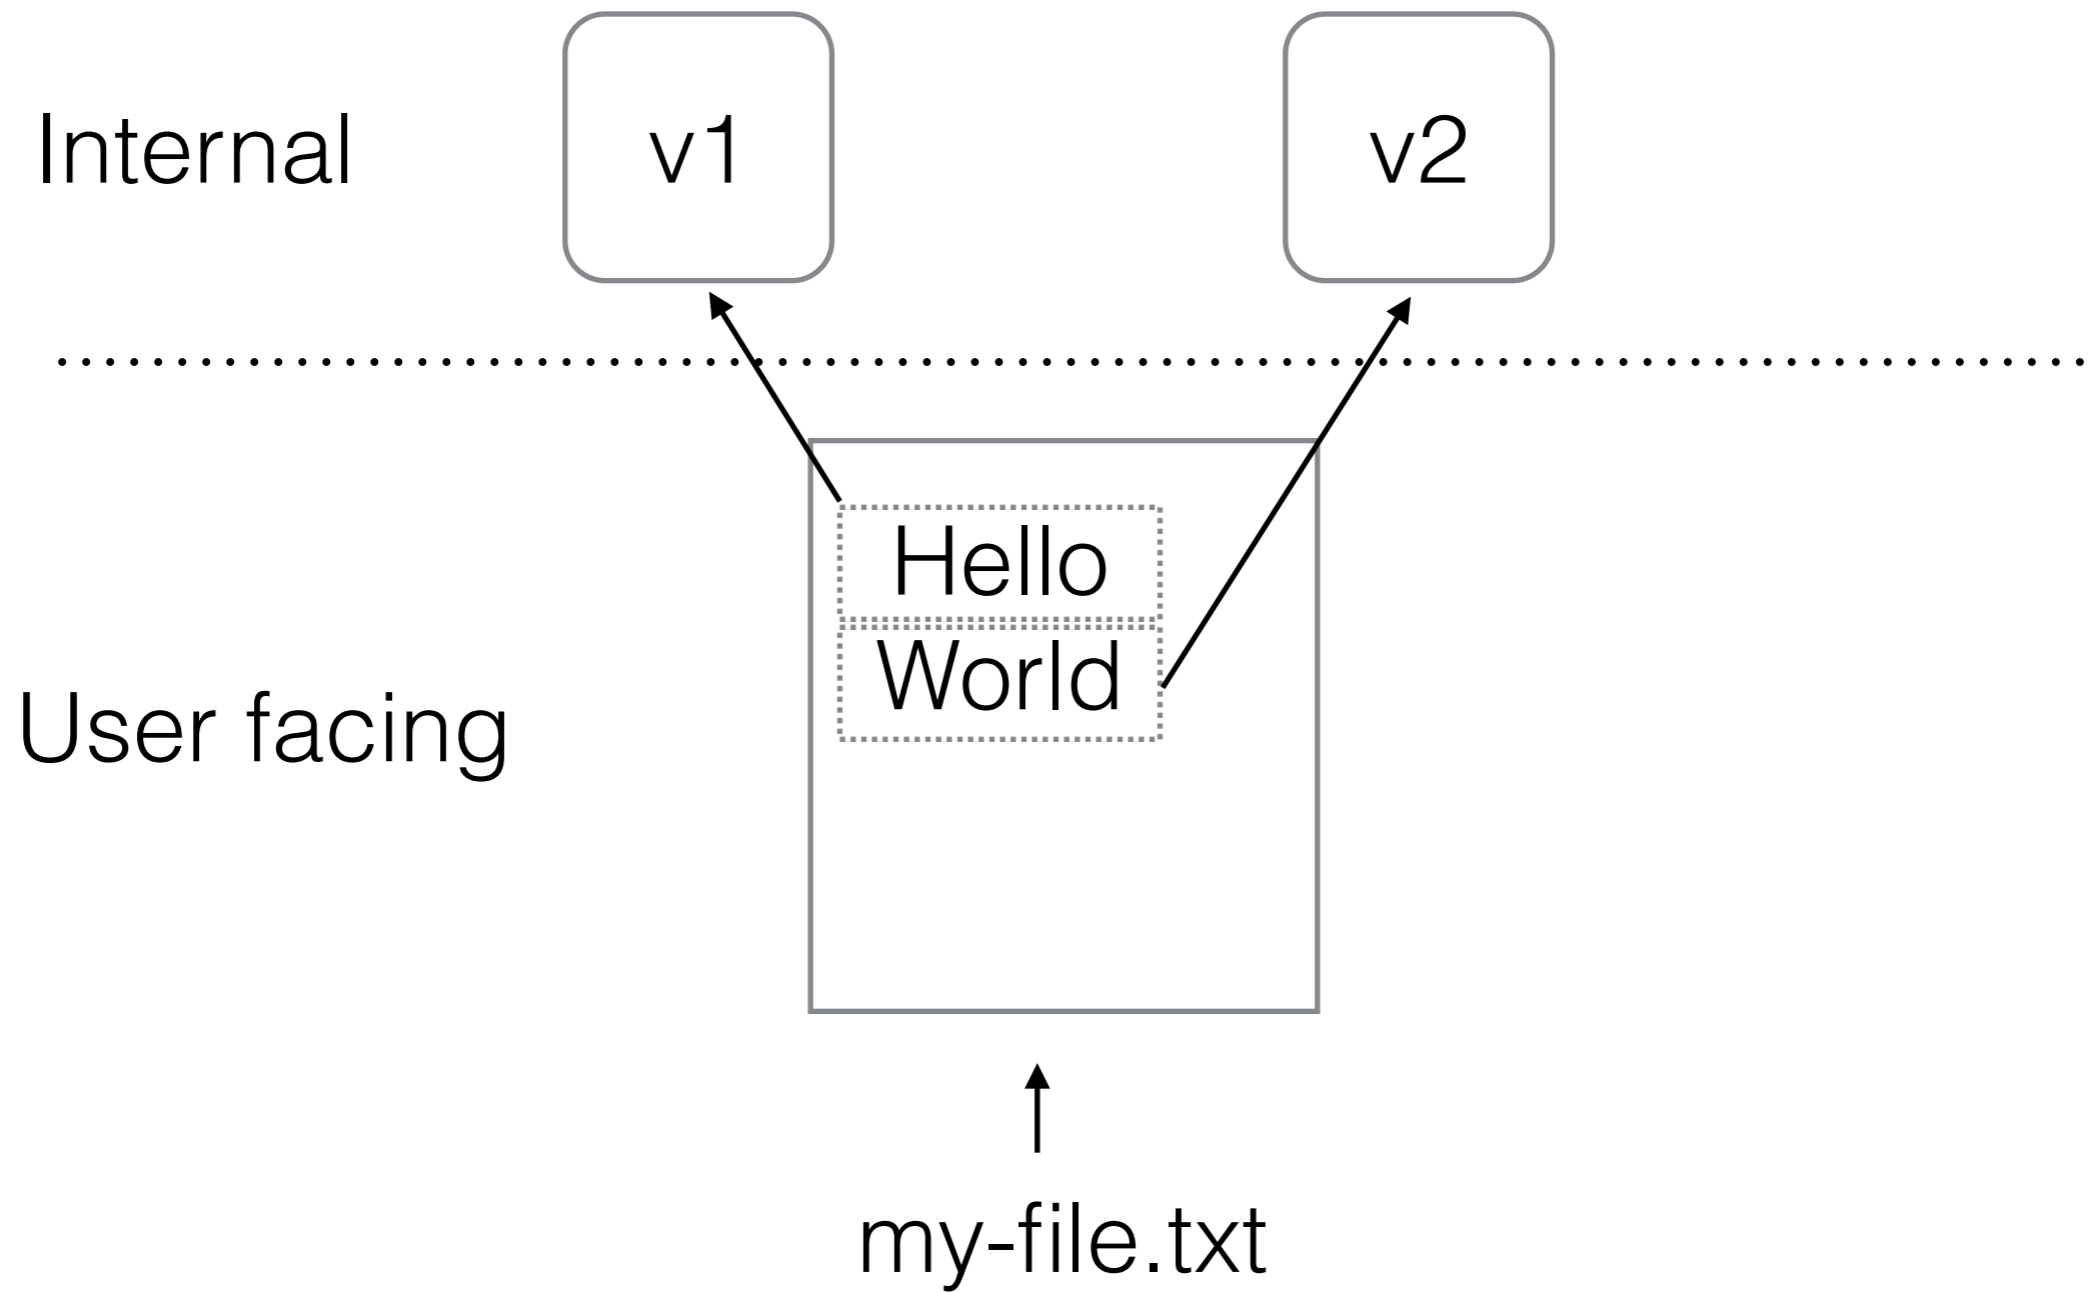 Internal
v1
v2
Hello
World
User facing
my-file.txt